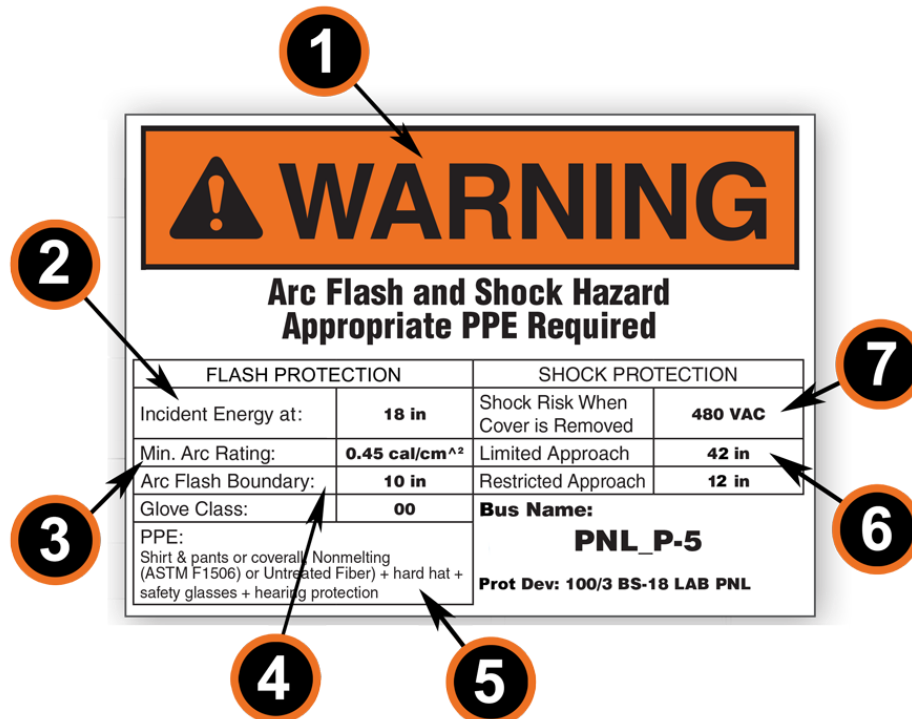 1
WARNING
2
Arc Flash and Shock Hazard
Appropriate PPE Required
7
FLASH PROTECTION
SHOCK PROTECTION
Incident Energy at:
18 in
Shock Risk When
Cover is Removed
480 VAC
Min. Arc Rating:
0.45 cal/cm^²
Limited Approach
42 in
Arc Flash Boundary:
10 in
Restricted Approach
12 in
3
6
Glove Class:
00
Bus Name:
PNL_P-5
Prot Dev: 100/3 BS-18 LAB PNL
PPE:
Shirt & pants or coverall, Nonmelting
(ASTM F1506) or Untreated Fiber) + hard hat +
safety glasses + hearing protection
4
5